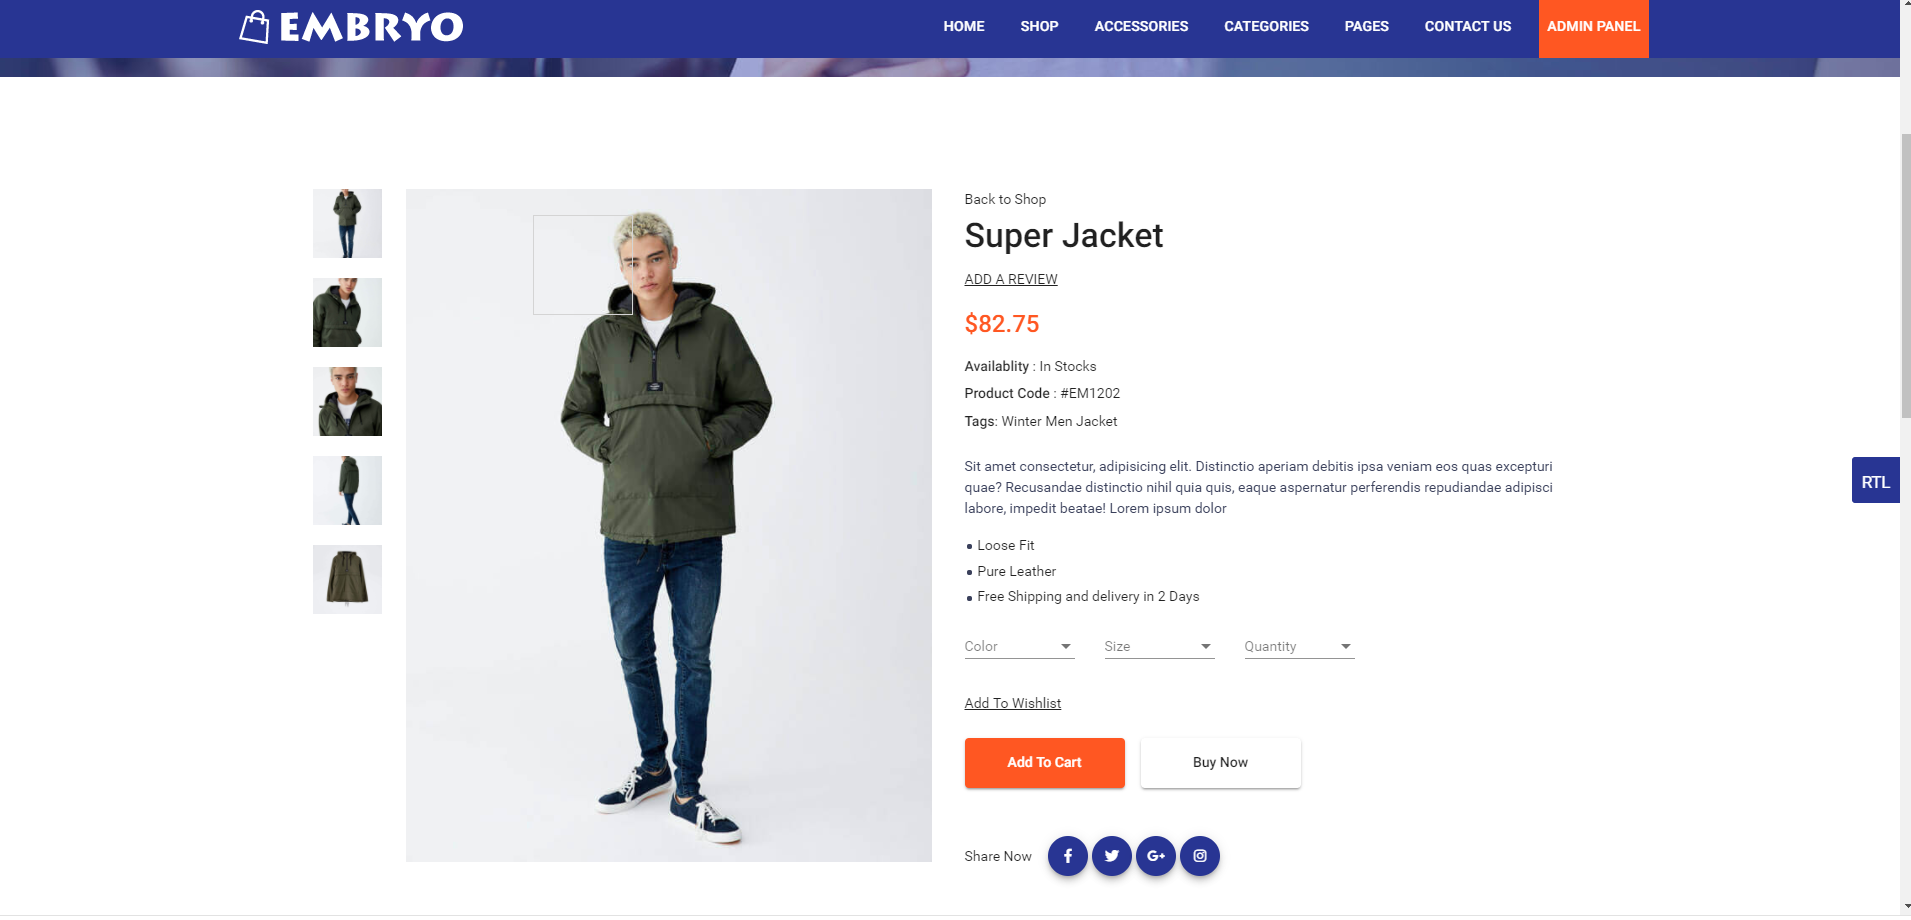 EMBRYO
HOME SHOP ACCESSORIES CATEGORIES PAGES CONTACT US ADMIN PANEL
Back to Shop
Super Jacket
ADD A REVIEW
$82.75
Availablity : In Stocks
Product Code : #EM1202
Tags: Winter Men Jacket
Sit amet consectetur, adipisicing elit. Distinctio aperiam debitis ipsa veniam eos quas excepturi
quae? Recusandae distinctio nihil quia quis, eaque aspernatur perferendis repudiandae adipisci
labore, impedit beatae! Lorem ipsum dolor
RTL
Loose Fit
Pure Leather
Free Shipping and delivery in 2 Days
Color Size Quantity
Add To Wishlist
Add To Cart Buy Now
Share Now